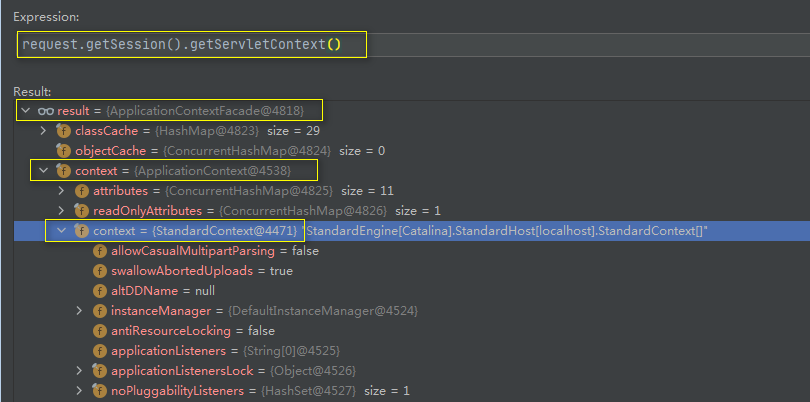 Expression:
request.getSession().getServletContext()
Result:
result = {ApplicationContextFacade@4818}
classCache = {HashMap@4823} size = 29
objectCache = {ConcurrentHashMap@4824} size = 0
context = {ApplicationContext@4538}
attributes = {ConcurrentHashMap@4825} size = 11
readOnlyAttributes = {ConcurrentHashMap@4826} size = 1
context = {StandardContext@4471} "StandardEngine[Catalina].StandardHost[localhost].StandardContext[]"
allowCasualMultipartParsing = false
swallowAbortedUploads = true
altDDName = null
instanceManager = {DefaultInstanceManager@4524}
antiResourceLocking = false
applicationListeners = {String[0]@4525}
applicationListenersLock = {Object@4526}
noPluggabilityListeners = {HashSet@4527} size = 1